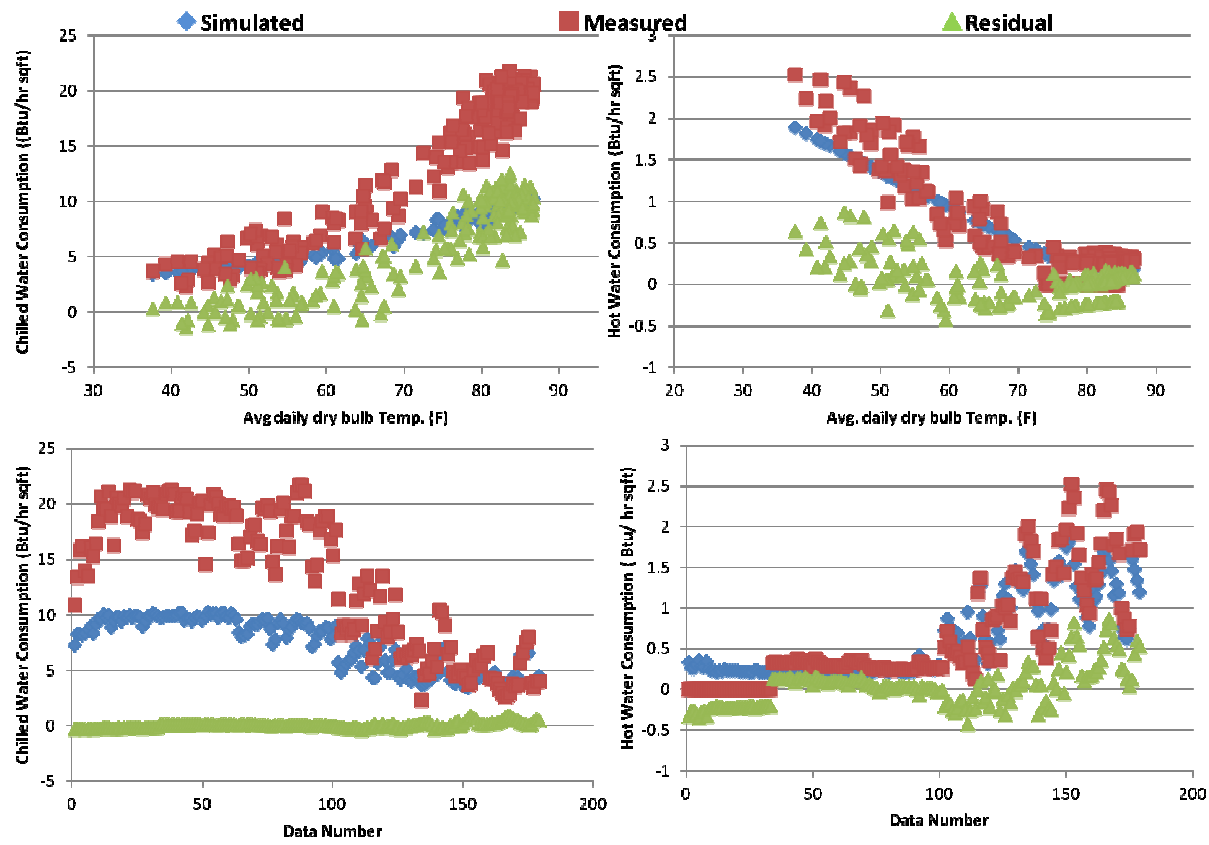 Simulated Measured Residual
Chilled Water Consumption ((Btu/hr sqft)
25
20
15
10
5
0
-5
30 40 50 60 70 80 90
Avg daily dry bulb Temp. (F)
Hot Water Consumption (Btu/hr sqft)
3
2.5
2
1.5
1
0.5
0
-0.5
-1
20 30 40 50 60 70 80 90
Avg. daily dry bulb Temp. (F)
Chilled Water Consumption (Btu/hr sqft)
25
20
15
10
5
0
-5
0 50 100 150 200
Data Number
Hot Water Consumption ( Btu/ hr sqft)
3
2.5
2
1.5
1
0.5
0
-0.5
-1
0 50 100 150 200
Data Number